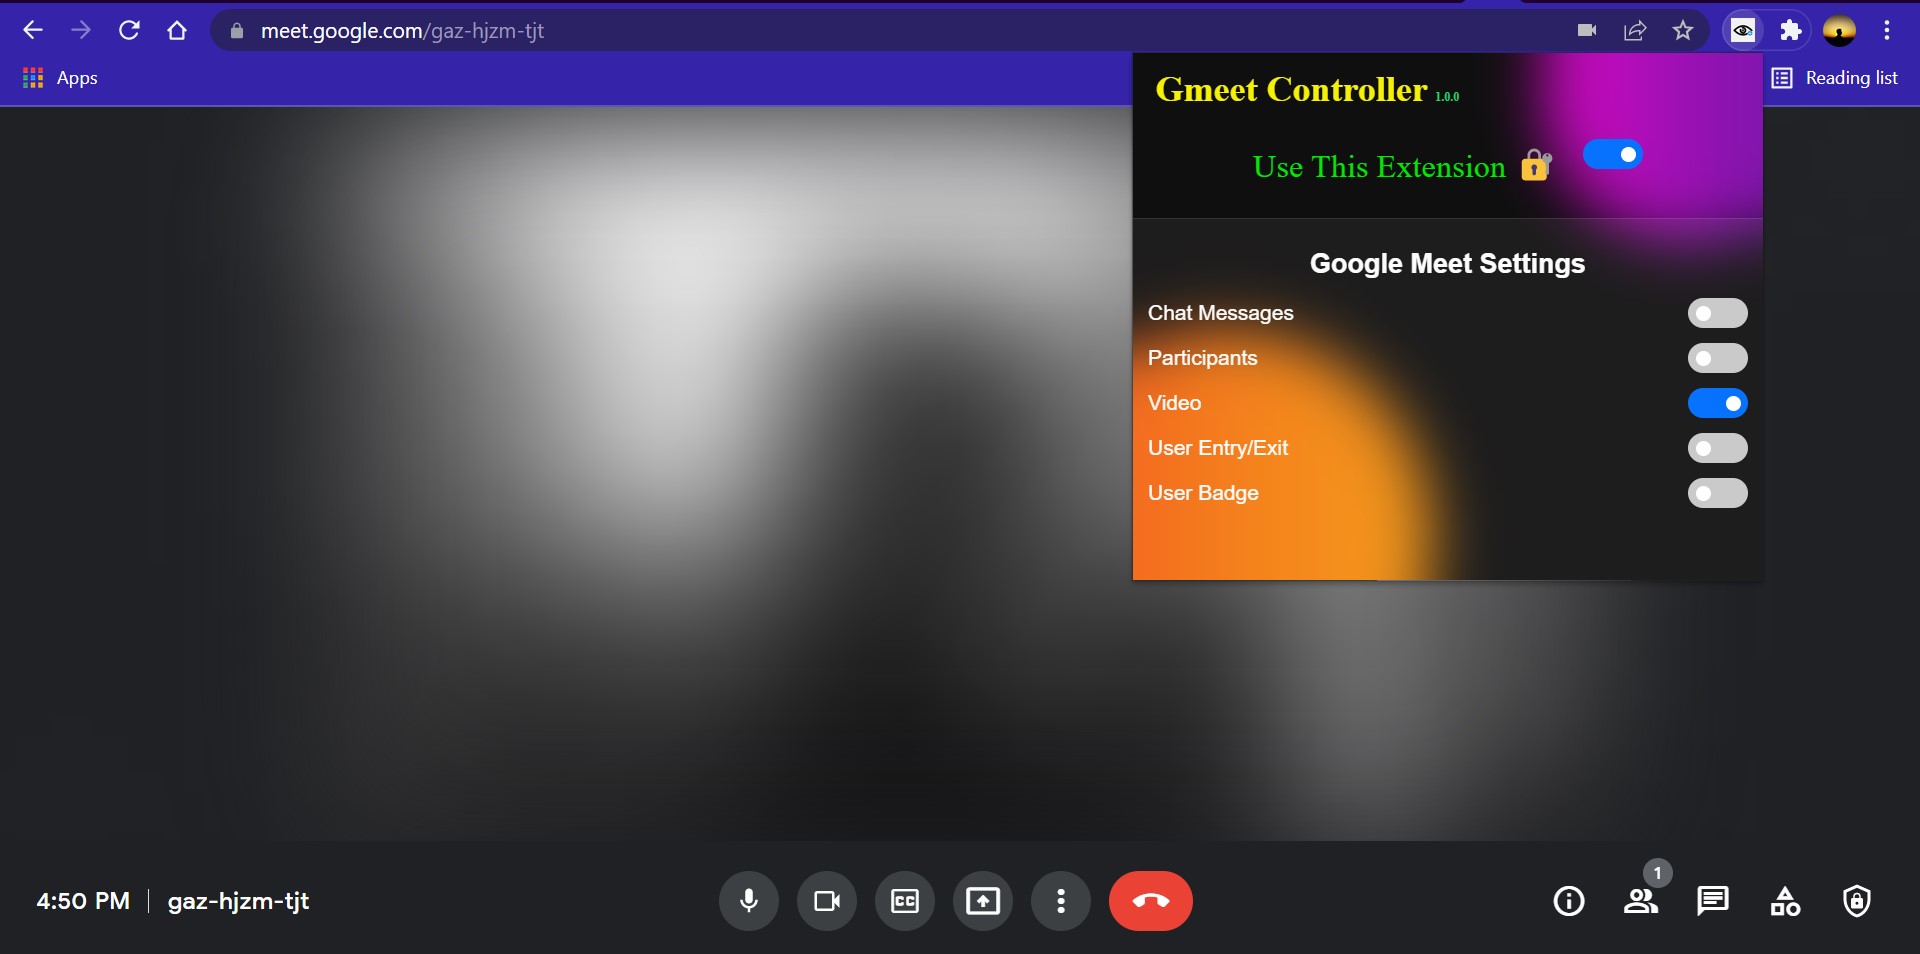 meet.google.com/gaz-hjzm-tjt
Apps
Reading list
Gmeet Controller 1.0.0
Use This Extension
Google Meet Settings
Chat Messages
Participants
Video
User Entry/Exit
User Badge
4:50 PM | gaz-hjzm-tjt
CC
1